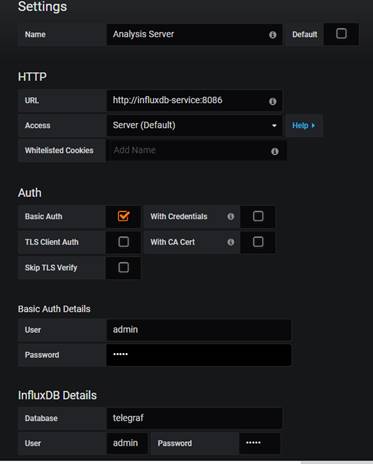 Settings
Name Analysis Server Default
HTTP
URL http://influxdb-service:8086
Access Server (Default) Help
Whitelisted Cookies Add Name
Auth
Basic Auth With Credentials
TLS Client Auth With CA Cert
Skip TLS Verify
Basic Auth Details
User admin
Password •••••
InfluxDB Details
Database telegraf
User admin Password •••••